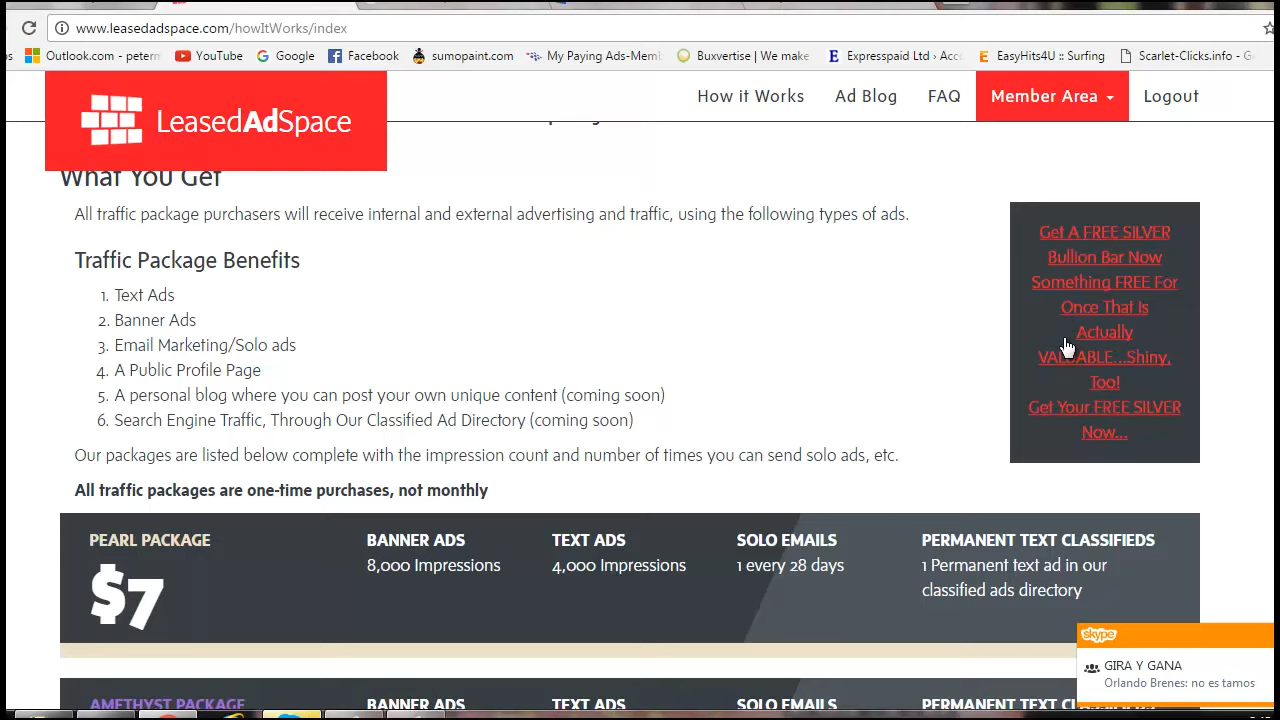 www.leasedadspace.com/howItWorks/index
Outlook.com - peterm
YouTube
Google
Facebook
sumopaint.com
My Paying Ads-Memb
Buxvertise | We make
Expresspaid Ltd › Acc
EasyHits4U :: Surfing
Scarlet-Clicks.info - G
LeasedAdSpace
How it Works
Ad Blog
FAQ
Member Area
Logout
What You Get
All traffic package purchasers will receive internal and external advertising and traffic, using the following types of ads.
Traffic Package Benefits
1. Text Ads
2. Banner Ads
3. Email Marketing/Solo ads
4. A Public Profile Page
5. A personal blog where you can post your own unique content (coming soon)
6. Search Engine Traffic, Through Our Classified Ad Directory (coming soon)
Our packages are listed below complete with the impression count and number of times you can send solo ads, etc.
All traffic packages are one-time purchases, not monthly
Get A FREE SILVER
Bullion Bar Now
Something FREE For
Once That Is
Actually
VALUABLE...Shiny,
Too!
Get Your FREE SILVER
Now...
PEARL PACKAGE
$7
BANNER ADS
8,000 Impressions
TEXT ADS
4,000 Impressions
SOLO EMAILS
1 every 28 days
PERMANENT TEXT CLASSIFIEDS
1 Permanent text ad in our
classified ads directory
skype
GIRA Y GANA
Orlando Brenes: no es tamos
AMETHYST PACKAGE
BANNER ADS
TEXT ADS
SOLO EMAILS
PERMANENT TEXT CLASSIFIEDS